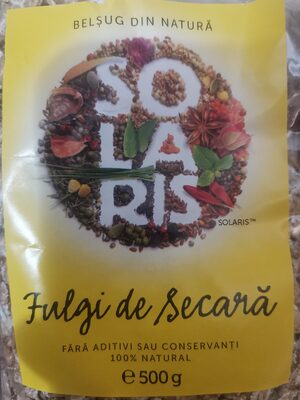 BELȘUG DIN NATURĂ
SO
LA
RIS
SOLARIS™
Fulgi de Secară
FĂRĂ ADITIVI SAU CONSERVANȚI
100% NATURAL
℮ 500 g